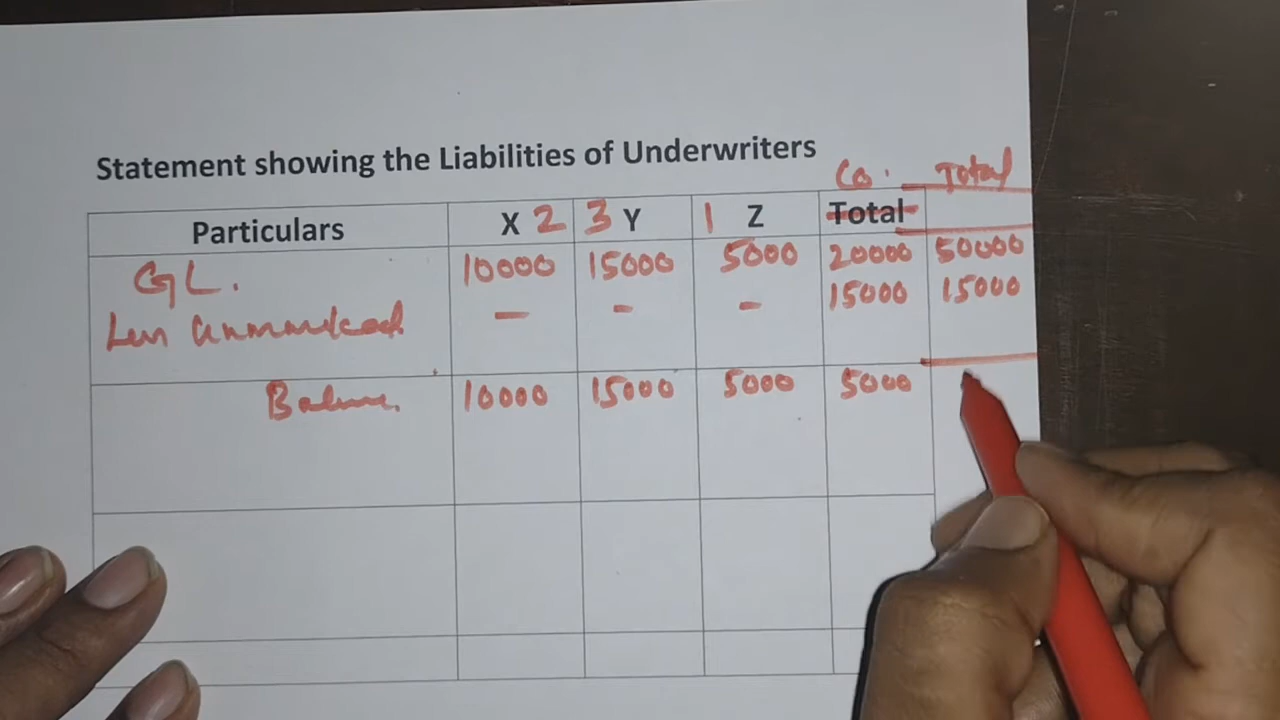 Statement showing the Liabilities of Underwriters
Co. Total
Particulars X 2 3 Y 1 Z Total
GL. 10000 15000 5000 20000 50000
Less Unmarked - - - 15000 15000
Balance. 10000 15000 5000 5000